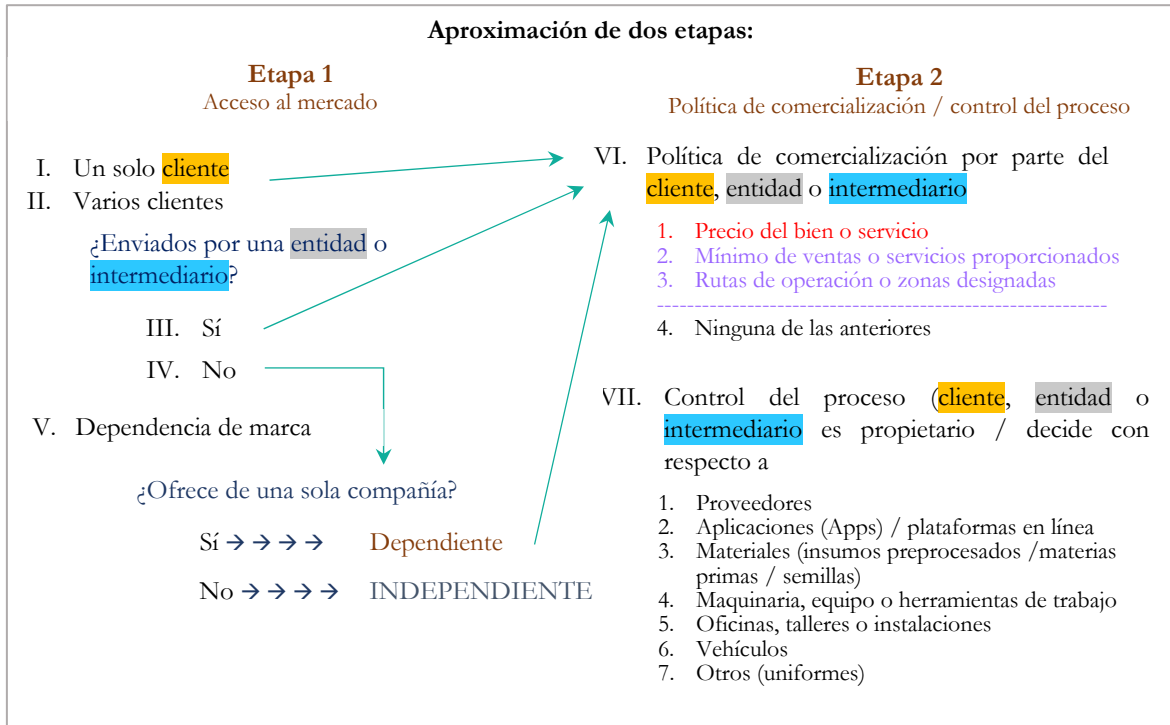 Aproximación de dos etapas:
Etapa 1
Acceso al mercado
I. Un solo cliente
II. Varios clientes
¿Enviados por una entidad o
intermediario?
III. Sí
IV. No
V. Dependencia de marca
¿Ofrece de una sola compañía?
Sí → → → → Dependiente
No → → → → INDEPENDIENTE
Etapa 2
Política de comercialización / control del proceso
VI. Política de comercialización por parte del
cliente, entidad o intermediario
1. Precio del bien o servicio
2. Mínimo de ventas o servicios proporcionados
3. Rutas de operación o zonas designadas
------------------------------------------------------------
4. Ninguna de las anteriores
VII. Control del proceso (cliente, entidad o
intermediario es propietario / decide con
respecto a
1. Proveedores
2. Aplicaciones (Apps) / plataformas en línea
3. Materiales (insumos preprocesados /materias
primas / semillas)
4. Maquinaria, equipo o herramientas de trabajo
5. Oficinas, talleres o instalaciones
6. Vehículos
7. Otros (uniformes)